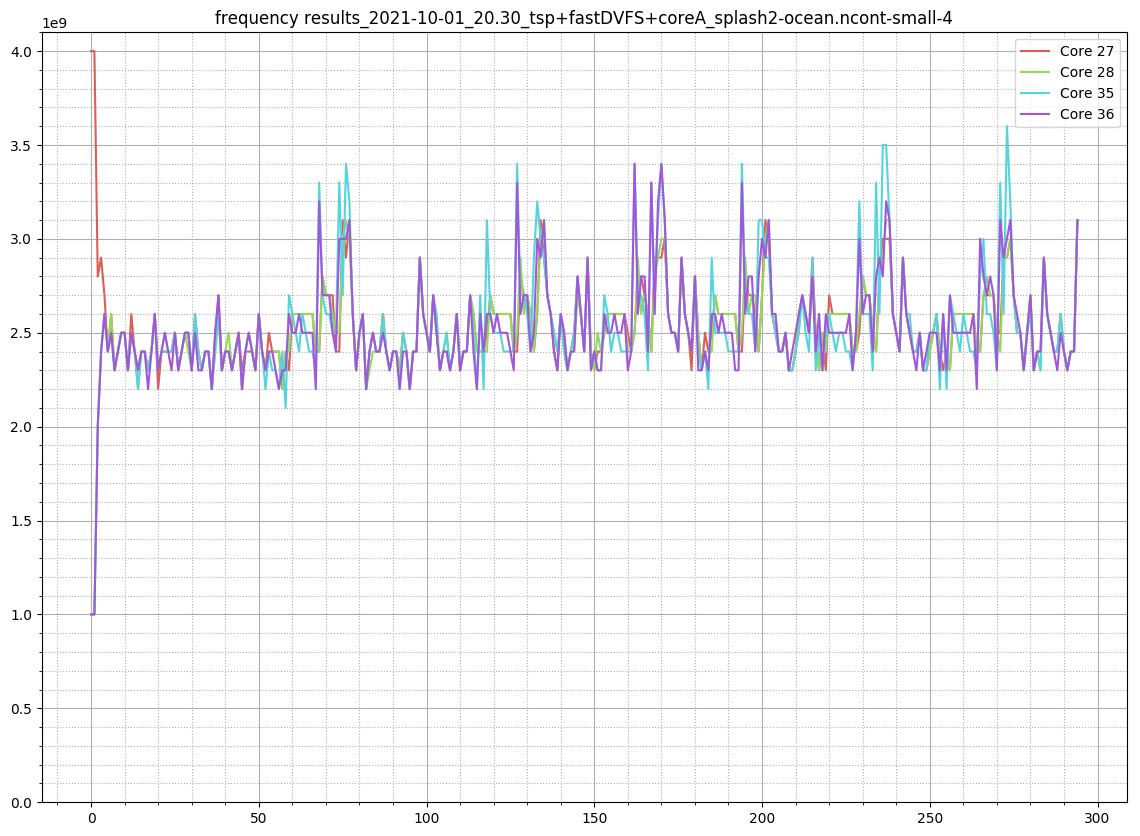 frequency results_2021-10-01_20.30_tsp+fastDVFS+coreA_splash2-ocean.ncont-small-4
1e9
4.0
3.5
3.0
2.5
2.0
1.5
1.0
0.5
0.0
0 50 100 150 200 250 300
Core 27
Core 28
Core 35
Core 36